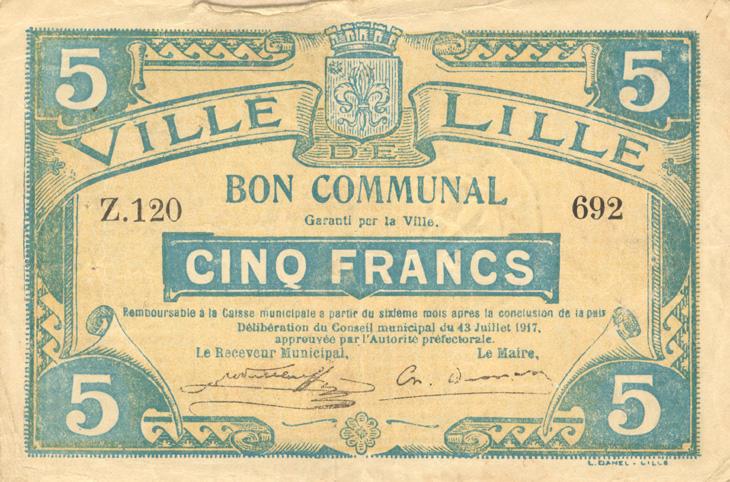 5 5
VILLE DE LILLE
BON COMMUNAL
Z.120 692
Garanti par la Ville.
CINQ FRANCS
Remboursable à la Caisse municipale a partir du sixième mois après la conclusion de la paix
Délibération du Conseil municipal du 13 Juillet 1917,
approuvée par l'Autorité préfectorale.
Le Receveur Municipal, Le Maire,
5 5
L. DANEL - LILLE